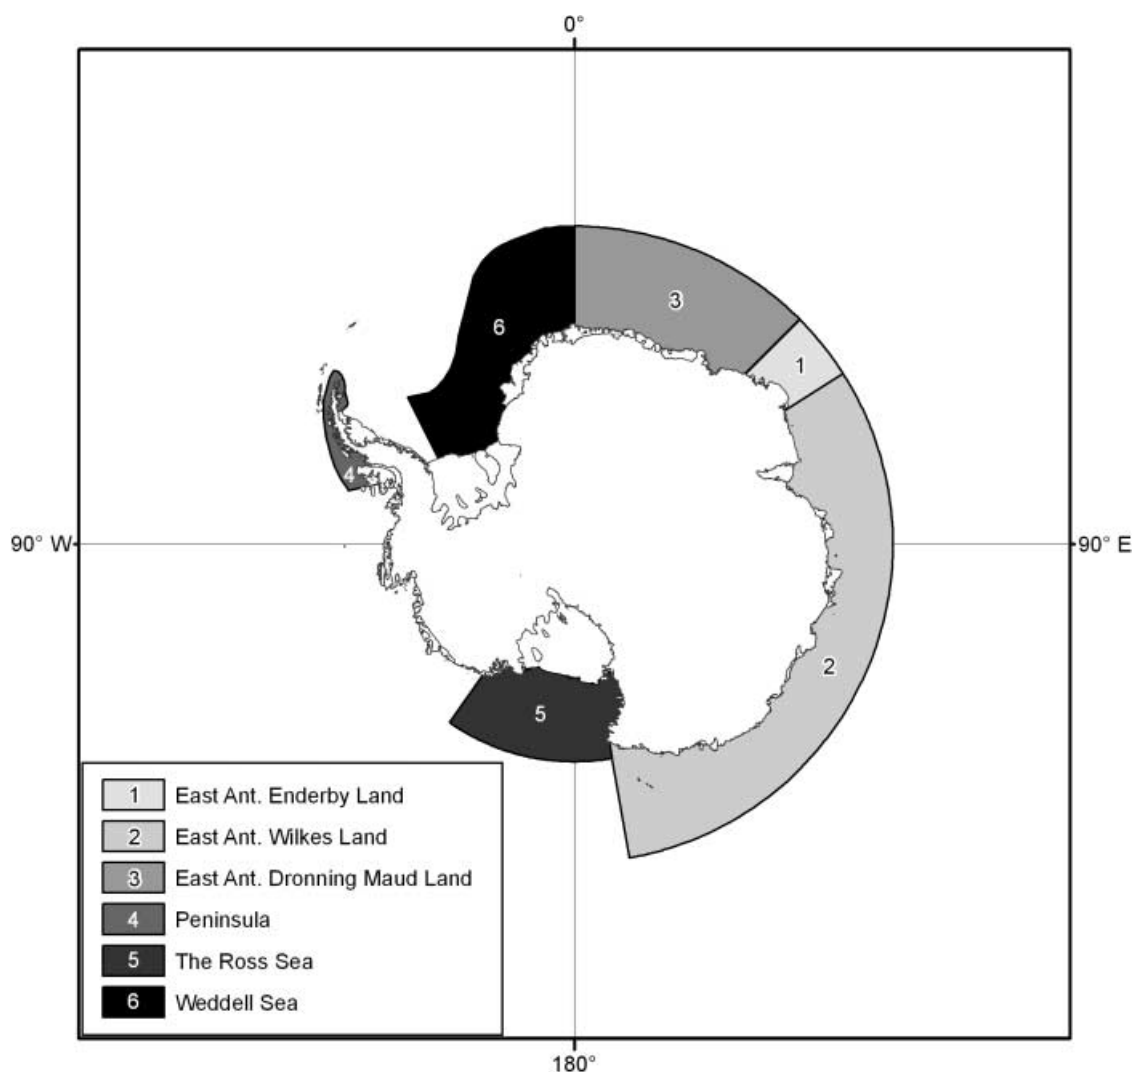 0°
3
6
1
4
90° W
90° E
2
5
1 East Ant. Enderby Land
2 East Ant. Wilkes Land
3 East Ant. Dronning Maud Land
4 Peninsula
5 The Ross Sea
6 Weddell Sea
180°